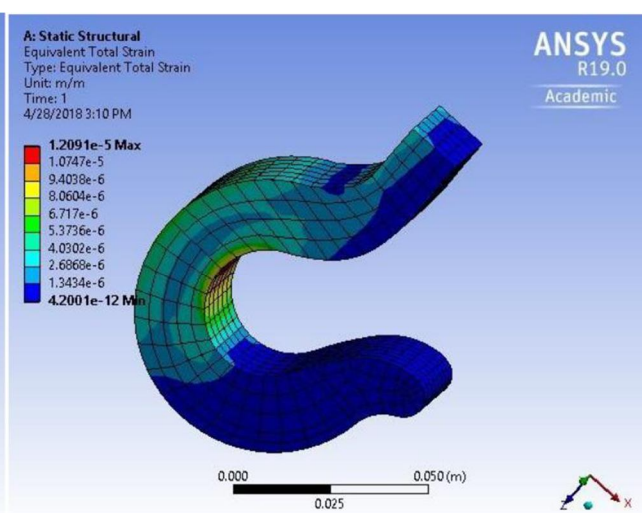 A: Static Structural
Equivalent Total Strain
Type: Equivalent Total Strain
Unit: m/m
Time: 1
4/28/2018 3:10 PM
1.2091e-5 Max
1.0747e-5
9.4038e-6
8.0604e-6
6.717e-6
5.3736e-6
4.0302e-6
2.6868e-6
1.3434e-6
4.2001e-12 Min
ANSYS
R19.0
Academic
0.000
0.050 (m)
0.025
Z
X